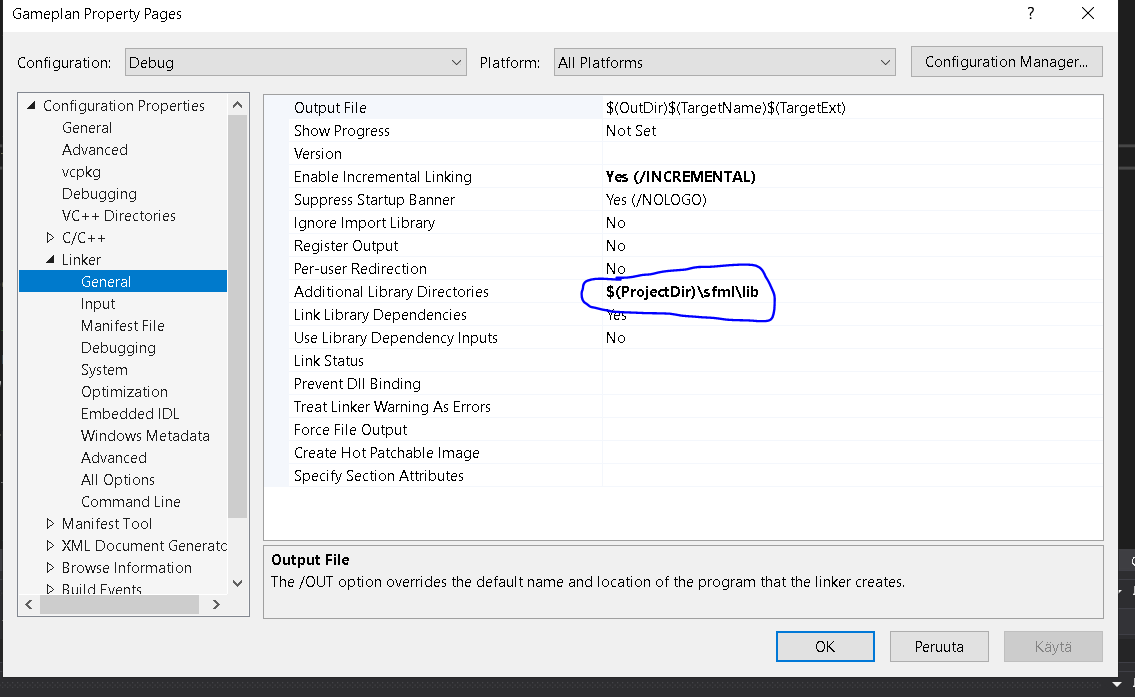 Gameplan Property Pages ? ×
Configuration: Debug Platform: All Platforms Configuration Manager...
Configuration Properties
General
Advanced
vcpkg
Debugging
VC++ Directories
C/C++
Linker
General
Input
Manifest File
Debugging
System
Optimization
Embedded IDL
Windows Metadata
Advanced
All Options
Command Line
Manifest Tool
XML Document Generato
Browse Information
Build Events
Output File $(OutDir)$(TargetName)$(TargetExt)
Show Progress Not Set
Version
Enable Incremental Linking Yes (/INCREMENTAL)
Suppress Startup Banner Yes (/NOLOGO)
Ignore Import Library No
Register Output No
Per-user Redirection No
Additional Library Directories $(ProjectDir)\sfml\lib
Link Library Dependencies Yes
Use Library Dependency Inputs No
Link Status
Prevent Dll Binding
Treat Linker Warning As Errors
Force File Output
Create Hot Patchable Image
Specify Section Attributes
Output File
The /OUT option overrides the default name and location of the program that the linker creates.
OK Peruuta Käytä